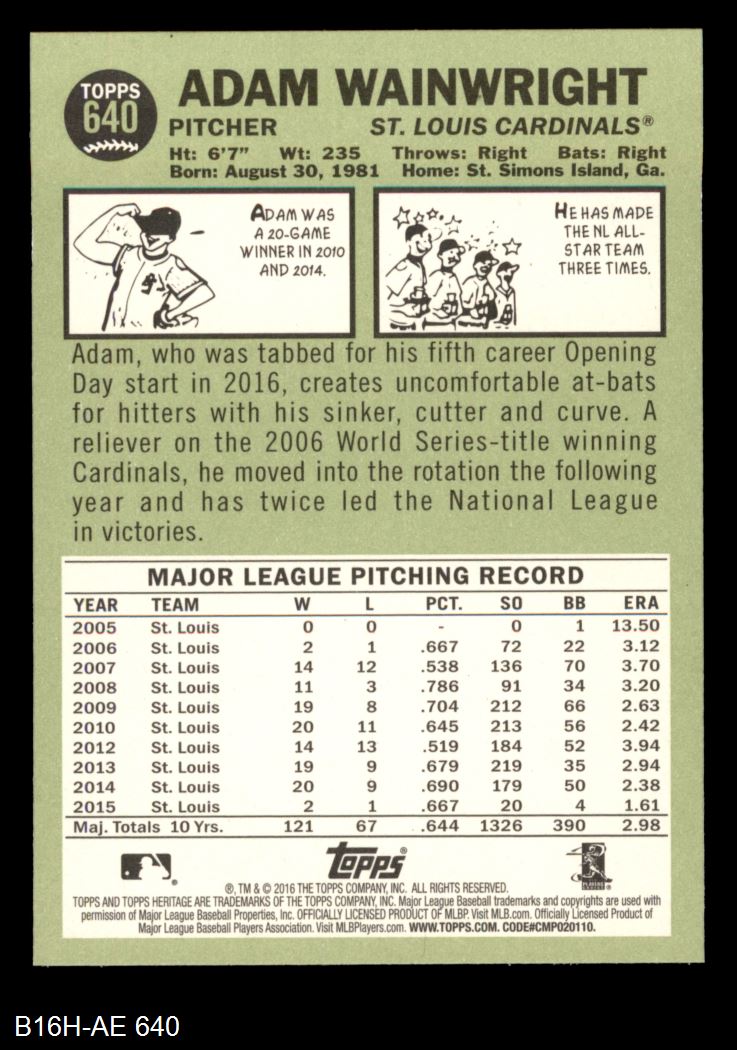 TOPPS
640
ADAM WAINWRIGHT
PITCHER ST. LOUIS CARDINALS®
Ht: 6'7" Wt: 235 Throws: Right Bats: Right
Born: August 30, 1981 Home: St. Simons Island, Ga.
ADAM WAS
A 20-GAME
WINNER IN 2010
AND 2014.
HE HAS MADE
THE NL ALL-
STAR TEAM
THREE TIMES.
Adam, who was tabbed for his fifth career Opening
Day start in 2016, creates uncomfortable at-bats
for hitters with his sinker, cutter and curve. A
reliever on the 2006 World Series-title winning
Cardinals, he moved into the rotation the following
year and has twice led the National League
in victories.
MAJOR LEAGUE PITCHING RECORD
YEAR TEAM W L PCT. SO BB ERA
2005 St. Louis 0 0 - 0 1 13.50
2006 St. Louis 2 1 .667 72 22 3.12
2007 St. Louis 14 12 .538 136 70 3.70
2008 St. Louis 11 3 .786 91 34 3.20
2009 St. Louis 19 8 .704 212 66 2.63
2010 St. Louis 20 11 .645 213 56 2.42
2012 St. Louis 14 13 .519 184 52 3.94
2013 St. Louis 19 9 .679 219 35 2.94
2014 St. Louis 20 9 .690 179 50 2.38
2015 St. Louis 2 1 .667 20 4 1.61
Maj. Totals 10 Yrs. 121 67 .644 1326 390 2.98
Topps®
®, TM & © 2016 THE TOPPS COMPANY, INC. ALL RIGHTS RESERVED.
TOPPS AND TOPPS HERITAGE ARE TRADEMARKS OF THE TOPPS COMPANY, INC. Major League Baseball trademarks and copyrights are used with
permission of Major League Baseball Properties, Inc. OFFICIALLY LICENSED PRODUCT OF MLBP. Visit MLB.com. Officially Licensed Product of
Major League Baseball Players Association. Visit MLBPlayers.com. WWW.TOPPS.COM. CODE#CMP020110.
B16H-AE 640